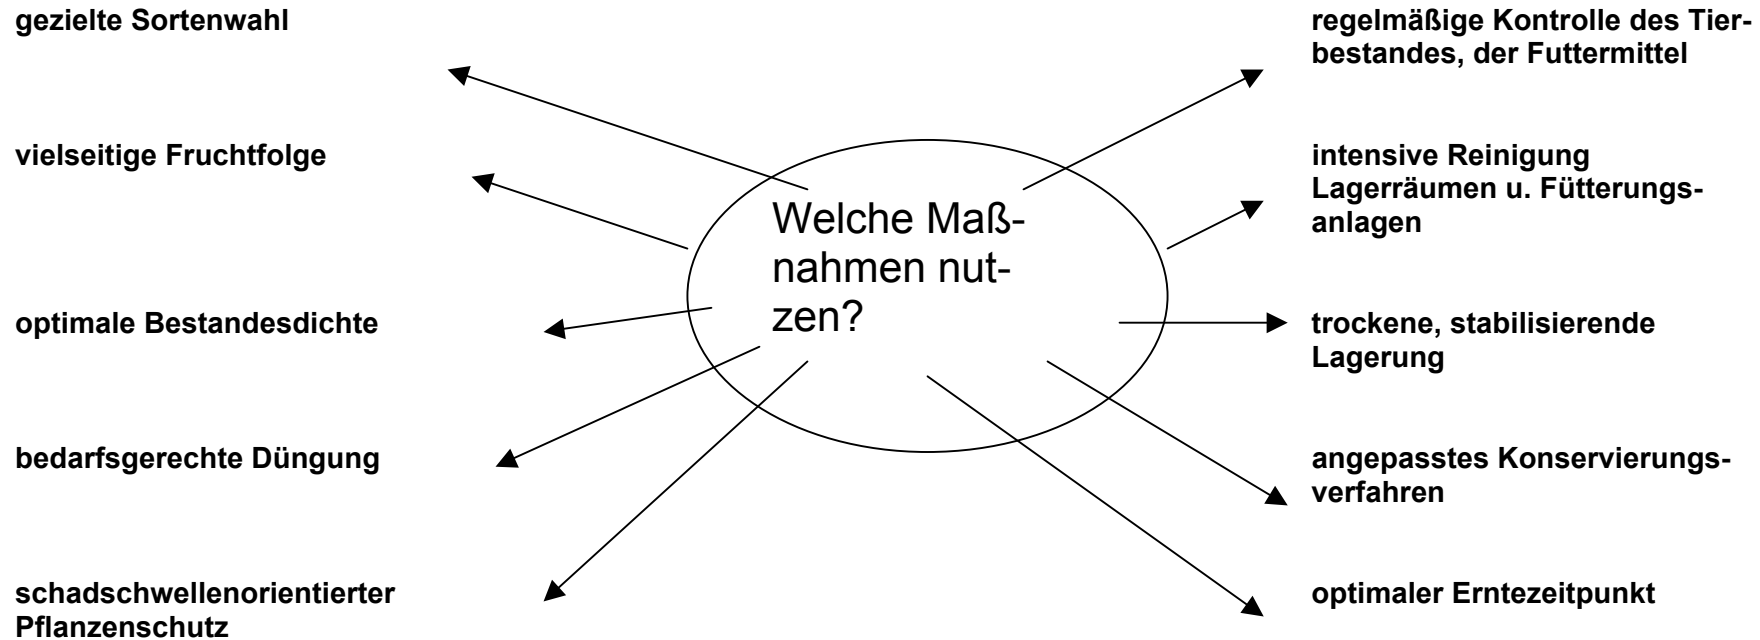 gezielte Sortenwahl
vielseitige Fruchtfolge
optimale Bestandesdichte
bedarfsgerechte Düngung
schadschwellenorientierter
Pflanzenschutz
Welche Maß-
nahmen nut-
zen?
regelmäßige Kontrolle des Tier-
bestandes, der Futtermittel
intensive Reinigung
Lagerräumen u. Fütterungs-
anlagen
trockene, stabilisierende
Lagerung
angepasstes Konservierungs-
verfahren
optimaler Erntezeitpunkt